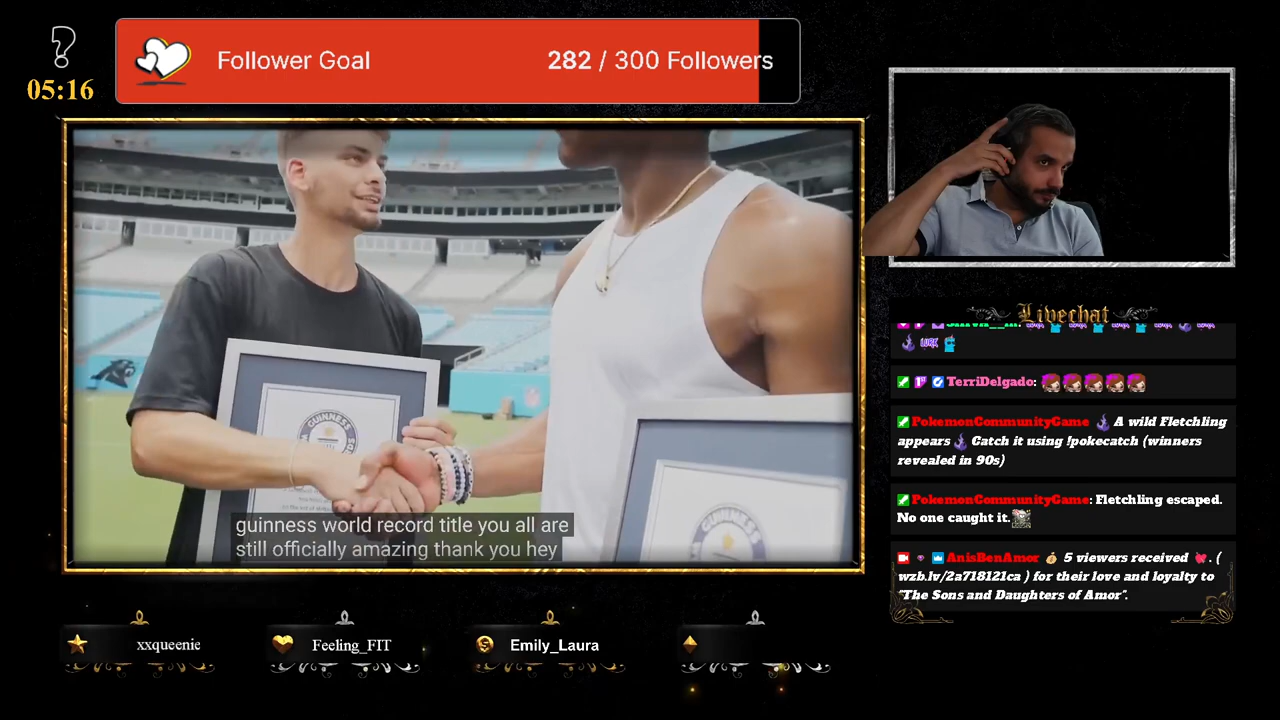 05:16
Follower Goal
282 / 300 Followers
GUINNESS
guinness world record title you all are
still officially amazing thank you hey
GUINNESS
Livechat
LURK
TerriDelgado:
PokemonCommunityGame A wild Fletchling
appears Catch it using !pokecatch (winners
revealed in 90s)
PokemonCommunityGame: Fletchling escaped.
No one caught it.
AnisBenAmor 5 viewers received . (
wzb.lv/2a718121ca ) for their love and loyalty to
"The Sons and Daughters of Amor".
xxqueenie
Feeling_FIT
Emily_Laura